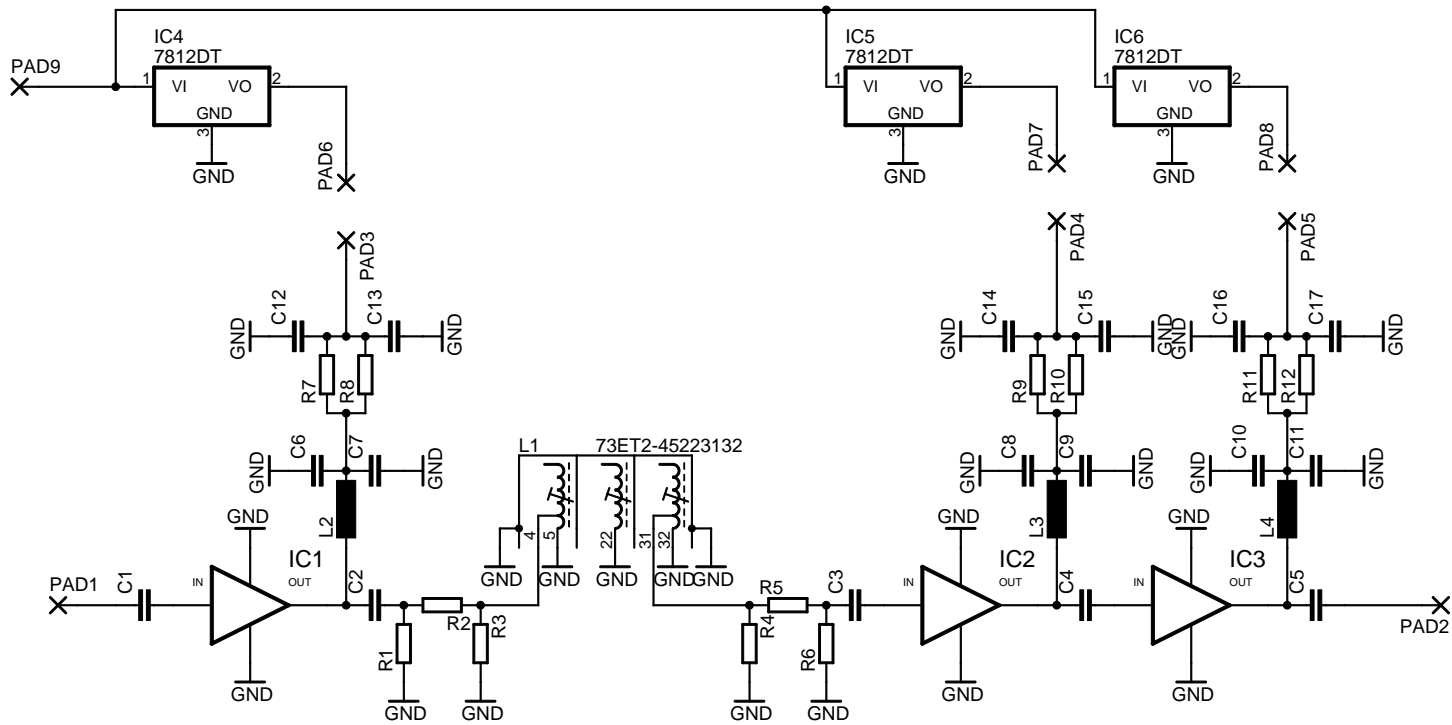 IC4
7812DT
PAD9
1
VI
VO
2
GND
3
GND
PAD6
IC5
7812DT
1
VI
VO
2
GND
3
GND
PAD7
IC6
7812DT
1
VI
VO
2
GND
3
GND
PAD8
PAD3
PAD4
PAD5
GND
C12
C13
GND
R7
R8
GND
C14
C15
GND
R9
R10
GND
C16
C17
GND
R11
R12
GND
C6
C7
GND
L2
L1
73ET2-45223132
GND
C8
C9
GND
L3
GND
C10
C11
GND
L4
4
5
22
31
32
GND
GND
GND
GND
GND
GND
IC1
IN
OUT
GND
PAD1
C1
C2
R2
R1
R3
GND
GND
R5
R4
R6
C3
GND
GND
GND
IC2
IN
OUT
GND
C4
GND
IC3
IN
OUT
GND
C5
PAD2